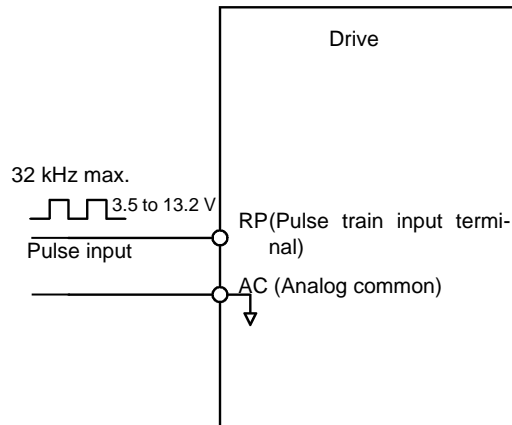 Drive
32 kHz max.
3.5 to 13.2 V
Pulse input
RP(Pulse train input termi-
nal)
AC (Analog common)